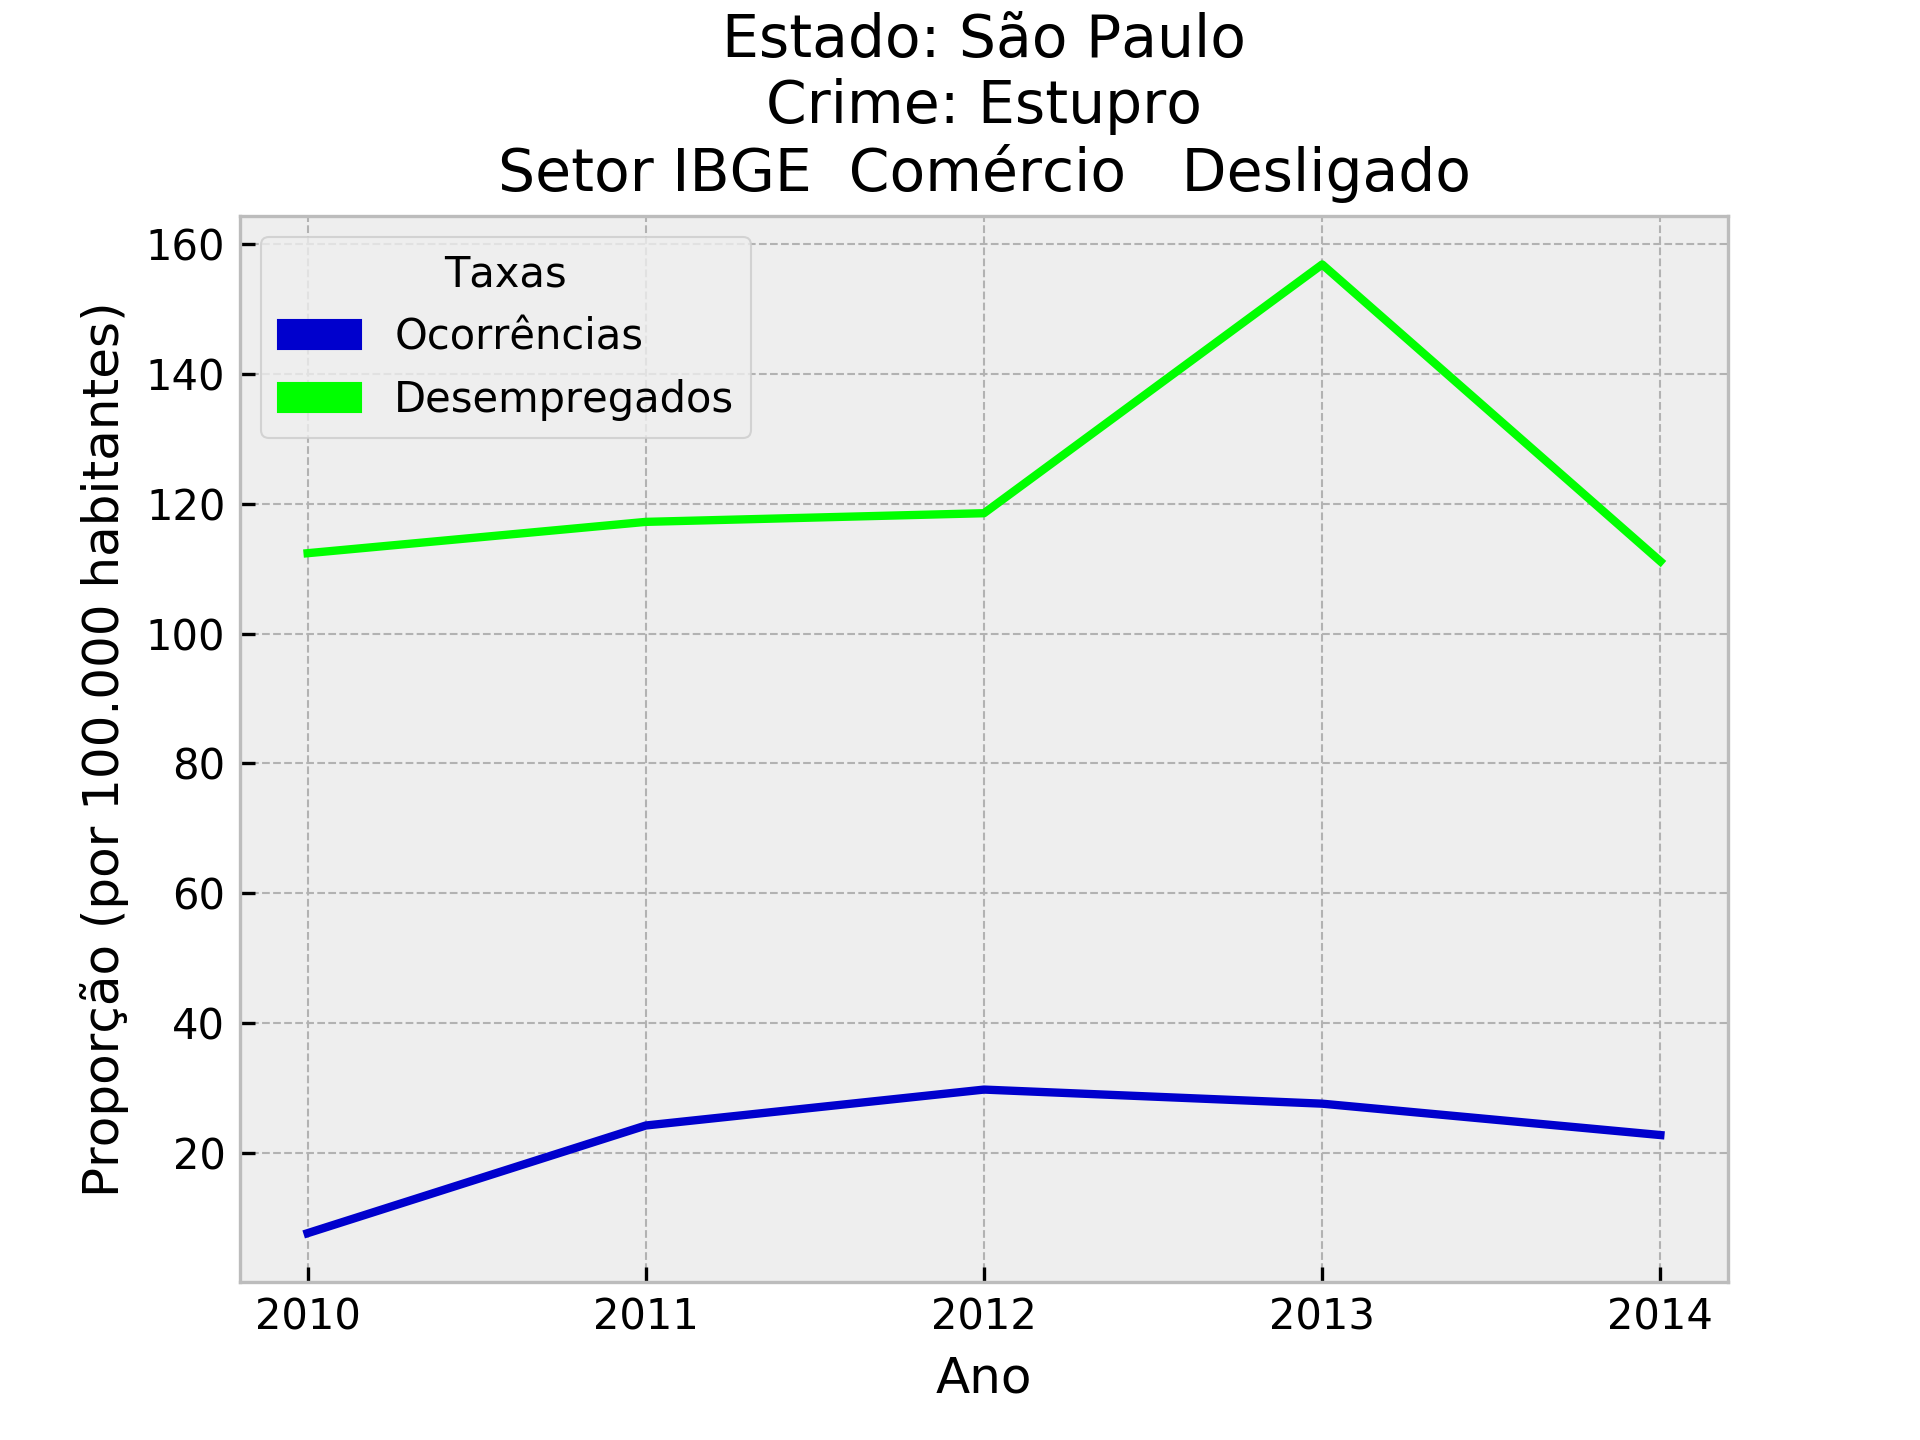 Estado: São Paulo
Crime: Estupro
Setor IBGE  Comércio   Desligado
Taxas
Ocorrências
Desempregados
Proporção (por 100.000 habitantes)
160
140
120
100
80
60
40
20
2010 2011 2012 2013 2014
Ano